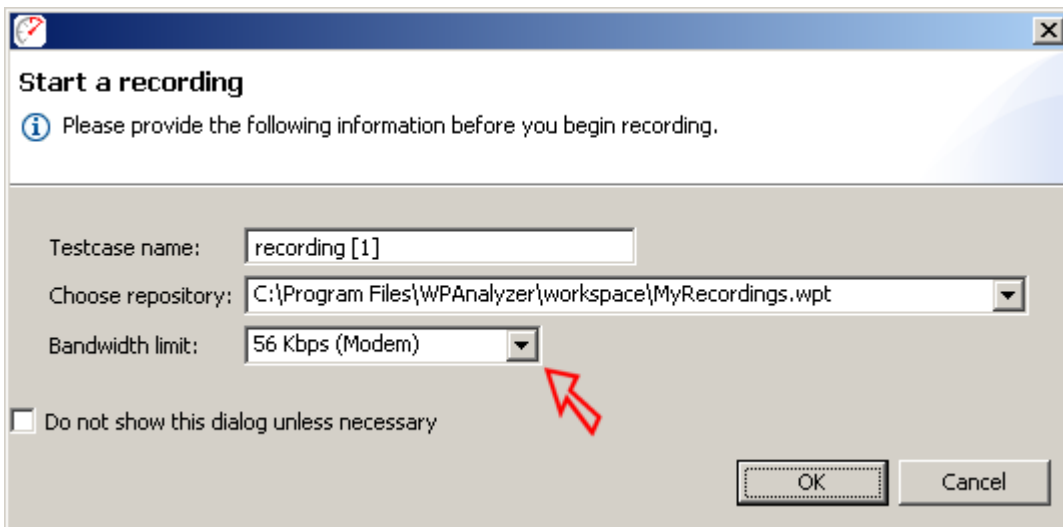 Start a recording
Please provide the following information before you begin recording.
Testcase name: recording [1]
Choose repository: C:\Program Files\WPAnalyzer\workspace\MyRecordings.wpt
Bandwidth limit: 56 Kbps (Modem)
Do not show this dialog unless necessary
OK Cancel